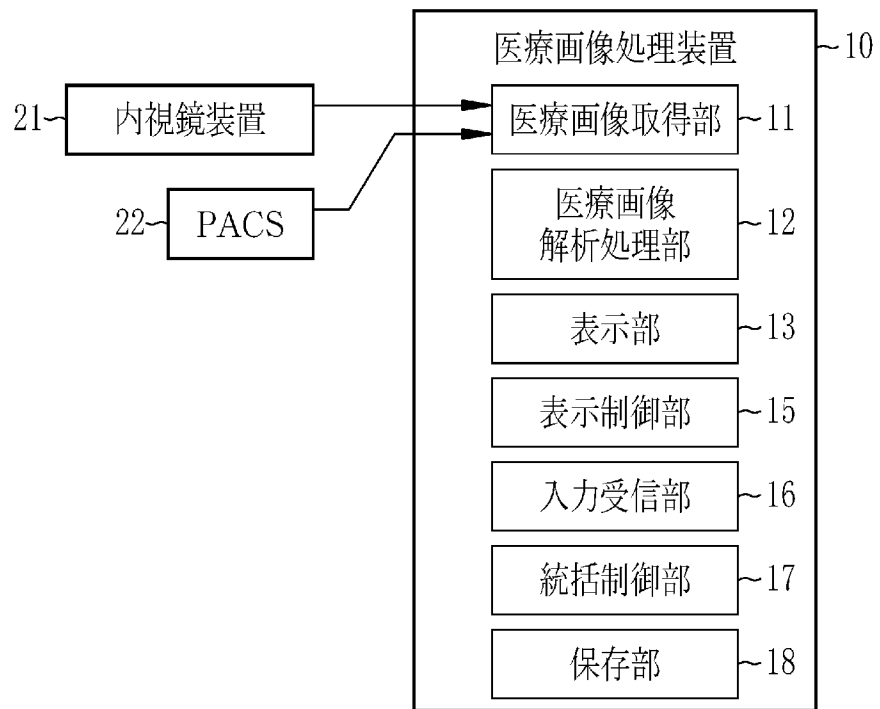 医療画像処理装置 10
21 内視鏡装置
医療画像取得部 11
22 PACS
医療画像
解析処理部 12
表示部 13
表示制御部 15
入力受信部 16
統括制御部 17
保存部 18